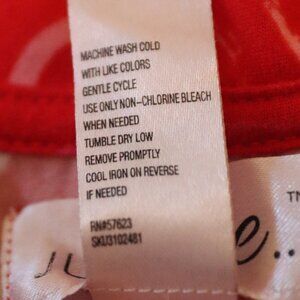 MACHINE WASH COLD
WITH LIKE COLORS
GENTLE CYCLE
USE ONLY NON-CHLORINE BLEACH
WHEN NEEDED
TUMBLE DRY LOW
REMOVE PROMPTLY
COOL IRON ON REVERSE
IF NEEDED
RN#57623
SKU3102481
TM